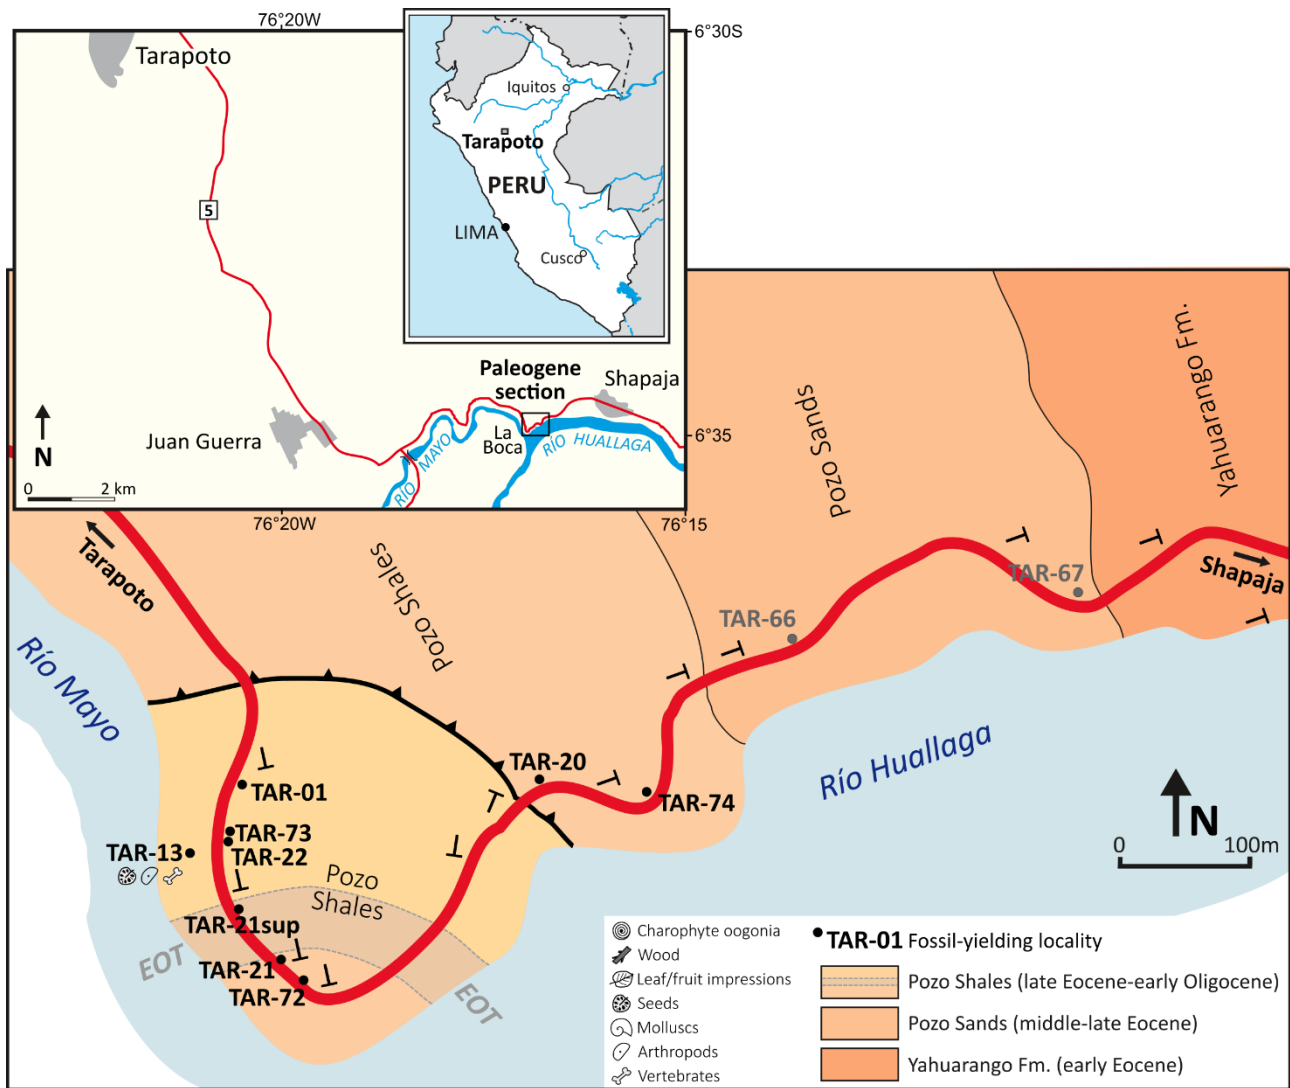 76°20W
6°30S
Tarapoto
Iquitos
Tarapoto
PERU
LIMA
Cusco
5
Paleogene
section
Shapaja
Juan Guerra
La
Boca
RÍO MAYO
RÍO HUALLAGA
6°35
N
0 2 km
76°20W
76°15
Tarapoto
Pozo Shales
Pozo Sands
Yahuarango Fm.
Shapaja
TAR-67
TAR-66
Río Mayo
Río Huallaga
TAR-20
TAR-74
TAR-01
TAR-73
TAR-22
TAR-13
Pozo
Shales
TAR-21sup
EOT
TAR-21
TAR-72
EOT
N
0 100m
Charophyte oogonia
Wood
Leaf/fruit impressions
Seeds
Molluscs
Arthropods
Vertebrates
TAR-01 Fossil-yielding locality
Pozo Shales (late Eocene-early Oligocene)
Pozo Sands (middle-late Eocene)
Yahuarango Fm. (early Eocene)